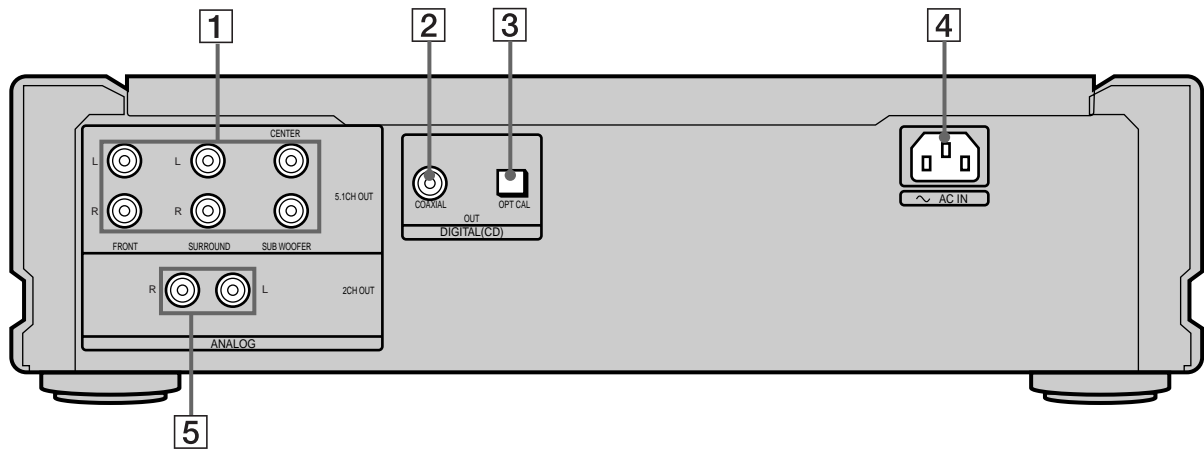 1 2 3 4
CENTER
L L
5.1CH OUT
R R
FRONT SURROUND SUB WOOFER
COAXIAL OPT CAL
OUT
DIGITAL(CD)
AC IN
R L 2CH OUT
ANALOG
5